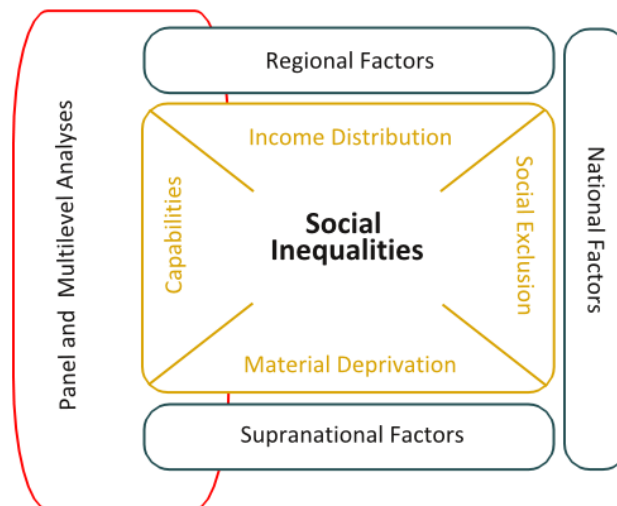 Regional Factors
Income Distribution
Panel and Multilevel Analyses
Capabilities
Social
Inequalities
Social Exclusion
National Factors
Material Deprivation
Supranational Factors